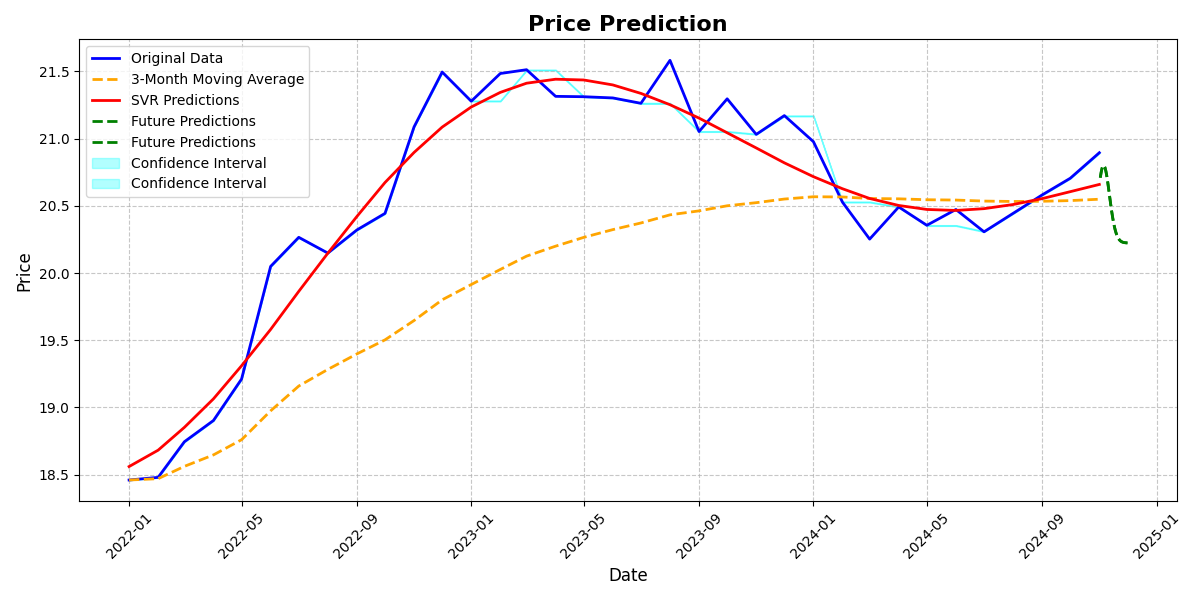 Price Prediction
Original Data
3-Month Moving Average
SVR Predictions
Future Predictions
Future Predictions
Confidence Interval
Confidence Interval
Price
21.5
21.0
20.5
20.0
19.5
19.0
18.5
2022-01
2022-05
2022-09
2023-01
2023-05
2023-09
2024-01
2024-05
2024-09
2025-01
Date